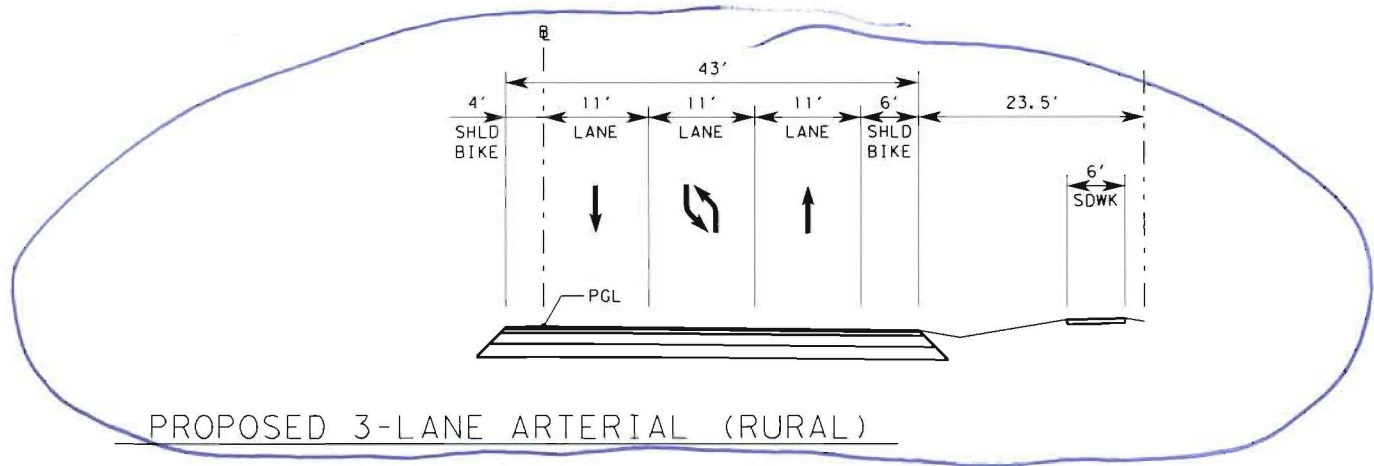 43'
4' 11' 11' 11' 6' 23.5'
SHLD LANE LANE LANE SHLD
BIKE BIKE
6'
SDWK
PGL
PROPOSED 3-LANE ARTERIAL (RURAL)